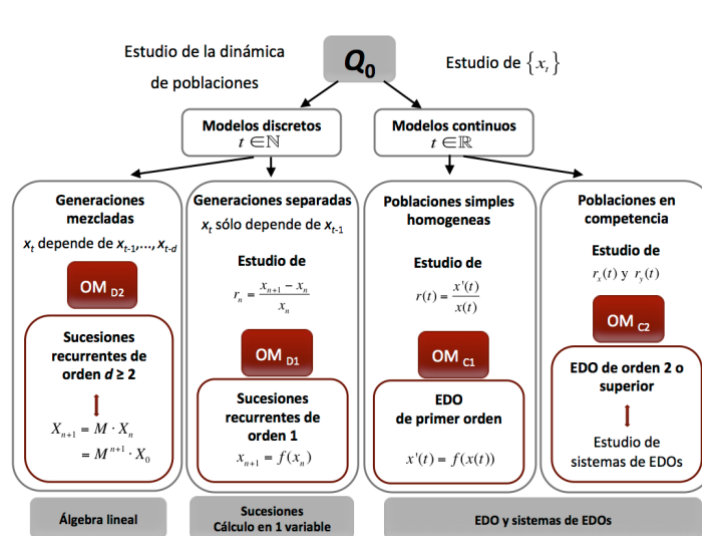 Estudio de la dinámica
de poblaciones
Q₀
Estudio de {xₜ}
Modelos discretos
t ∈ ℕ
Modelos continuos
t ∈ ℝ
Generaciones
mezcladas
xₜ depende de xₜ₋₁,...,xₜ₋d
OM D2
Sucesiones
recurrentes de
orden d ≥ 2
Xₙ₊₁ = M · Xₙ
= Mⁿ⁺¹ · X₀
Generaciones separadas
xₜ sólo depende de xₜ₋₁
Estudio de
rₙ = (xₙ₊₁ − xₙ) / xₙ
OM D1
Sucesiones
recurrentes de
orden 1
xₙ₊₁ = f(xₙ)
Poblaciones simples
homogeneas
Estudio de
r(t) = x'(t) / x(t)
OM C1
EDO
de primer orden
x'(t) = f(x(t))
Poblaciones en
competencia
Estudio de
rₓ(t) y r_y(t)
OM C2
EDO de orden 2 o
superior
Estudio de
sistemas de EDOs
Álgebra lineal
Sucesiones
Cálculo en 1 variable
EDO y sistemas de EDOs